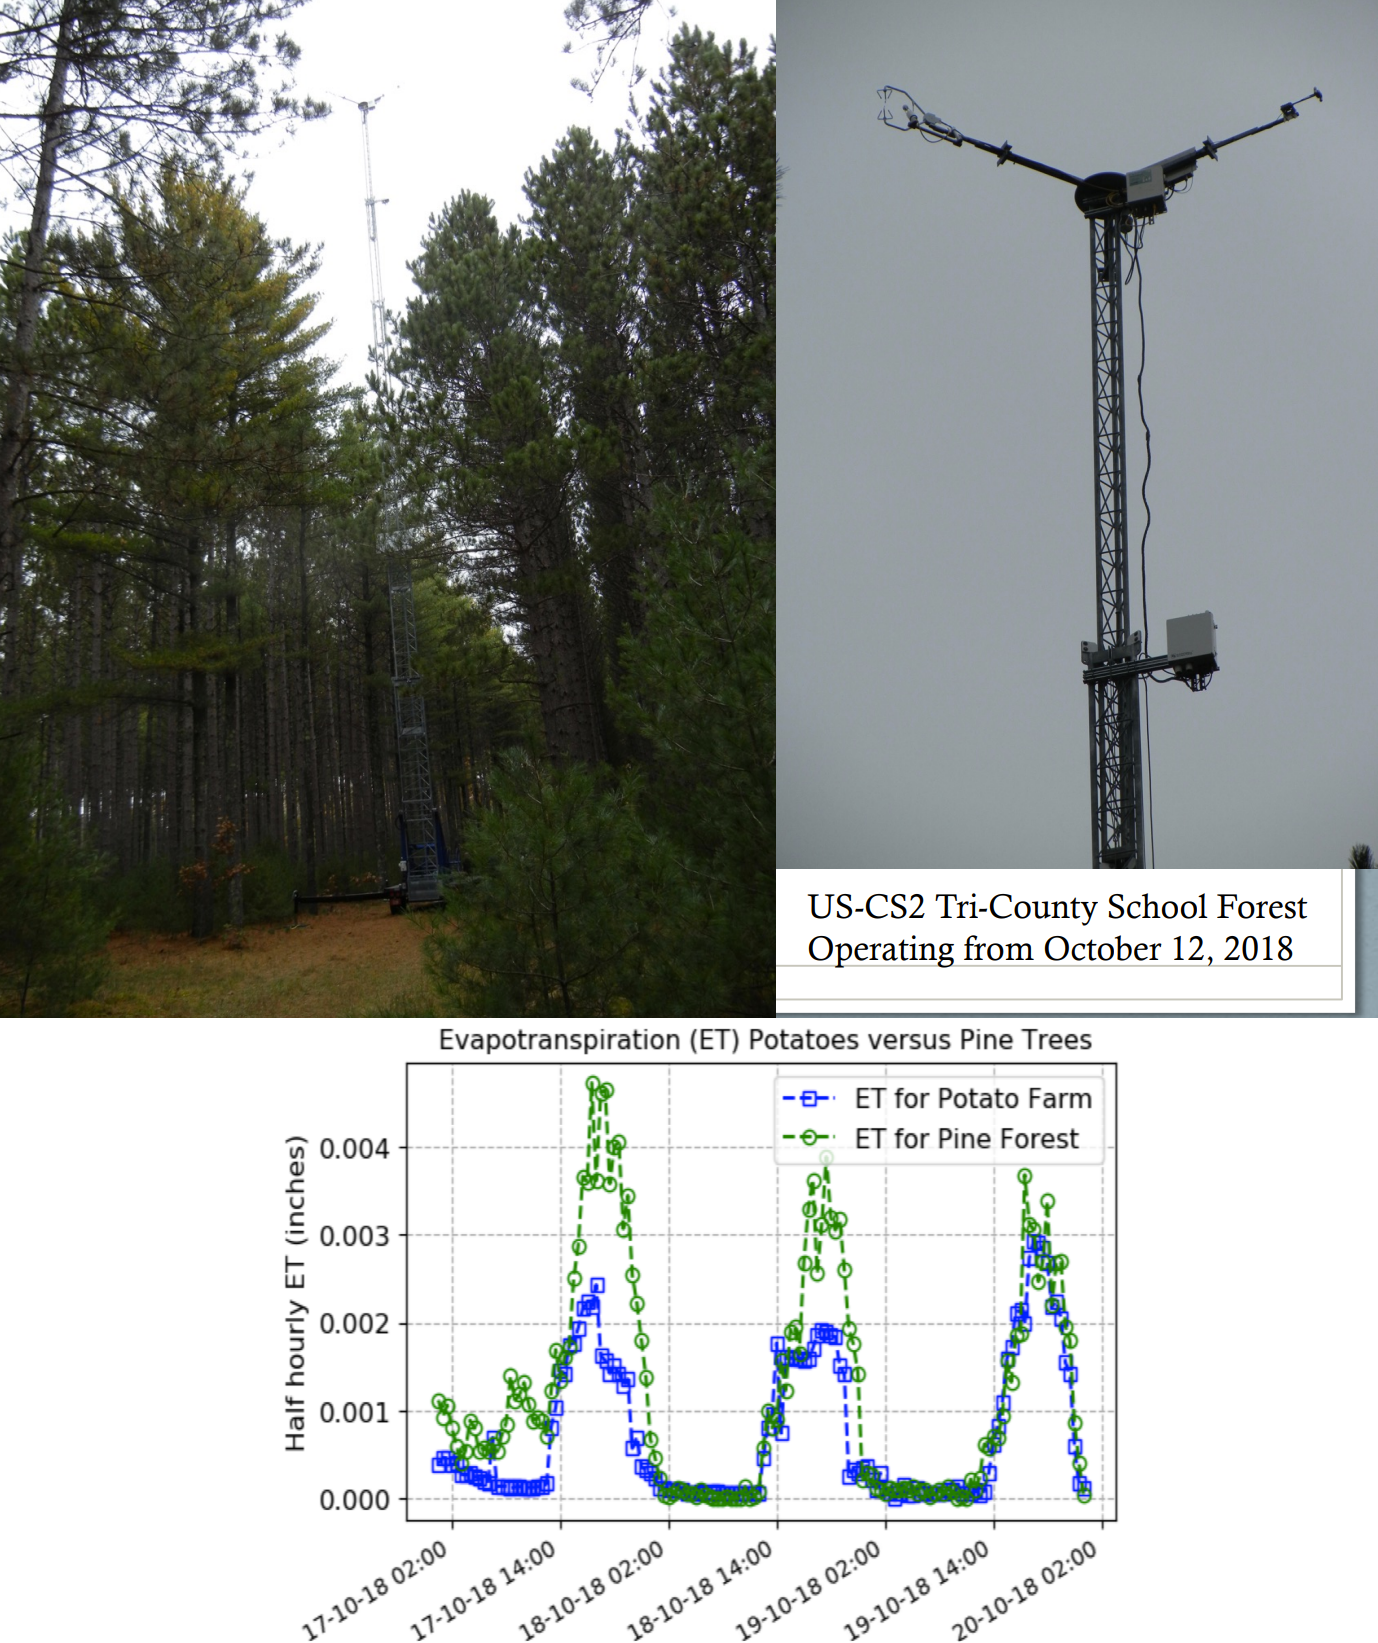 US-CS2 Tri-County School Forest
Operating from October 12, 2018
Evapotranspiration (ET) Potatoes versus Pine Trees
ET for Potato Farm
ET for Pine Forest
Half hourly ET (inches)
0.004
0.003
0.002
0.001
0.000
17-10-18 02:00
17-10-18 14:00
18-10-18 02:00
18-10-18 14:00
19-10-18 02:00
19-10-18 14:00
20-10-18 02:00